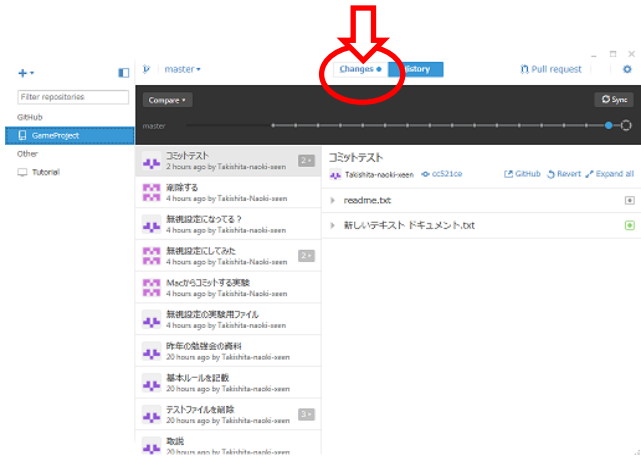 master
Changes
History
Pull request
Filter repositories
GitHub
GameProject
Other
Tutorial
Compare
Sync
master
コミットテスト
2 hours ago by Takishita-naoki-xeen
2
削除する
4 hours ago by Takishita-Naoki-xeen
無視設定になってる?
4 hours ago by Takishita-naoki-xeen
無視設定にしてみた
4 hours ago by Takishita-Naoki-xeen
2
Macからコミットする実験
4 hours ago by Takishita-Naoki-xeen
無視設定の実験用ファイル
4 hours ago by Takishita-naoki-xeen
昨年の勉強会の資料
20 hours ago by Takishita-naoki-xeen
基本ルールを記載
20 hours ago by Takishita-naoki-xeen
テストファイルを削除
20 hours ago by Takishita-naoki-xeen
3
取説
20 hours ago by Takishita-naoki-xeen
コミットテスト
Takishita-naoki-xeen
cc521ce
GitHub
Revert
Expand all
readme.txt
新しいテキスト ドキュメント.txt